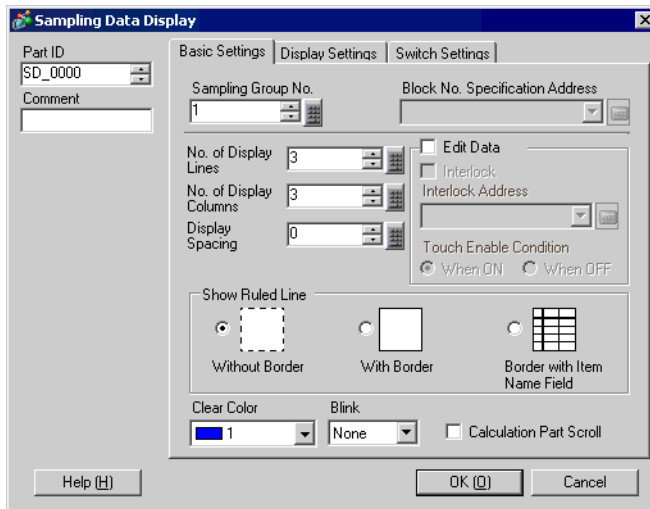 Sampling Data Display
Part ID
SD_0000
Comment
Basic Settings
Display Settings
Switch Settings
Sampling Group No.
1
Block No. Specification Address
No. of Display
Lines
3
No. of Display
Columns
3
Display
Spacing
0
Edit Data
Interlock
Interlock Address
Touch Enable Condition
When ON
When OFF
Show Ruled Line
Without Border
With Border
Border with Item
Name Field
Clear Color
1
Blink
None
Calculation Part Scroll
Help (H)
OK (O)
Cancel